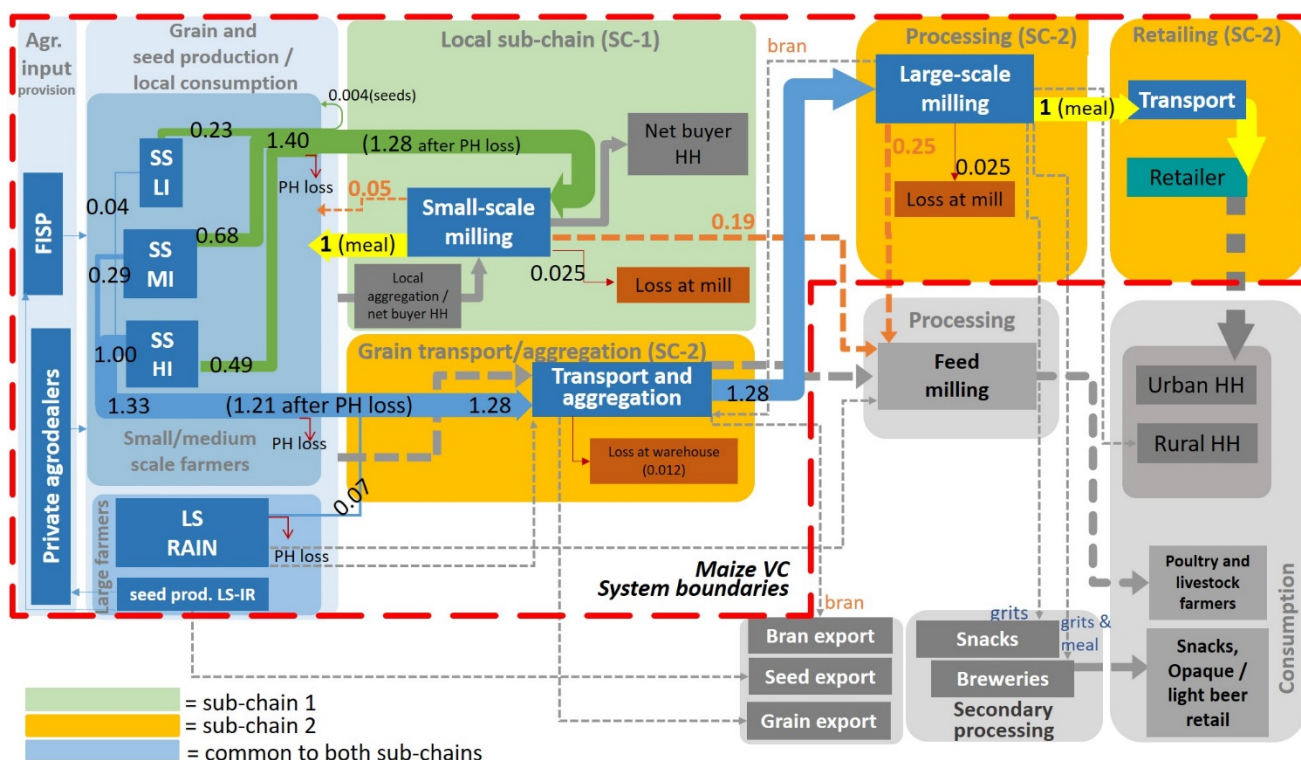 Agr.
input
provision
Grain and
seed production /
local consumption
Local sub-chain (SC-1)
bran
Processing (SC-2)
Retailing (SC-2)
0.004(seeds)
0.23
1.40
(1.28 after PH loss)
SS
LI
PH loss
Net buyer
HH
Large-scale
milling
1 (meal)
Transport
0.25
0.025
Loss at mill
Retailer
FISP
0.04
0.05
Small-scale
milling
0.19
0.68
1 (meal)
SS
MI
0.29
0.025
Loss at mill
Local
aggregation /
net buyer HH
SS
HI
1.00
0.49
Processing
Feed
milling
Grain transport/aggregation (SC-2)
Transport and
aggregation
1.28
1.33
(1.21 after PH loss)
1.28
PH loss
Loss at warehouse
(0.012)
Small/medium
scale farmers
Urban HH
Rural HH
Private agrodealers
Large farmers
0.07
LS
RAIN
PH loss
seed prod. LS-IR
Maize VC
System boundaries
bran
Poultry and
livestock
farmers
grits
grits &
meal
Bran export
Seed export
Grain export
Snacks
Breweries
Secondary
processing
Snacks,
Opaque /
light beer
retail
Consumption
= sub-chain 1
= sub-chain 2
= common to both sub-chains